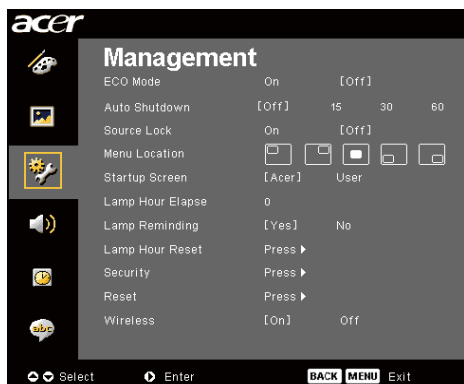 acer
Management
ECO Mode On [Off]
Auto Shutdown [Off] 15 30 60
Source Lock On [Off]
Menu Location
Startup Screen [Acer] User
Lamp Hour Elapse 0
Lamp Reminding [Yes] No
Lamp Hour Reset Press
Security Press
Reset Press
Wireless [On] Off
abc
Select Enter BACK MENU Exit